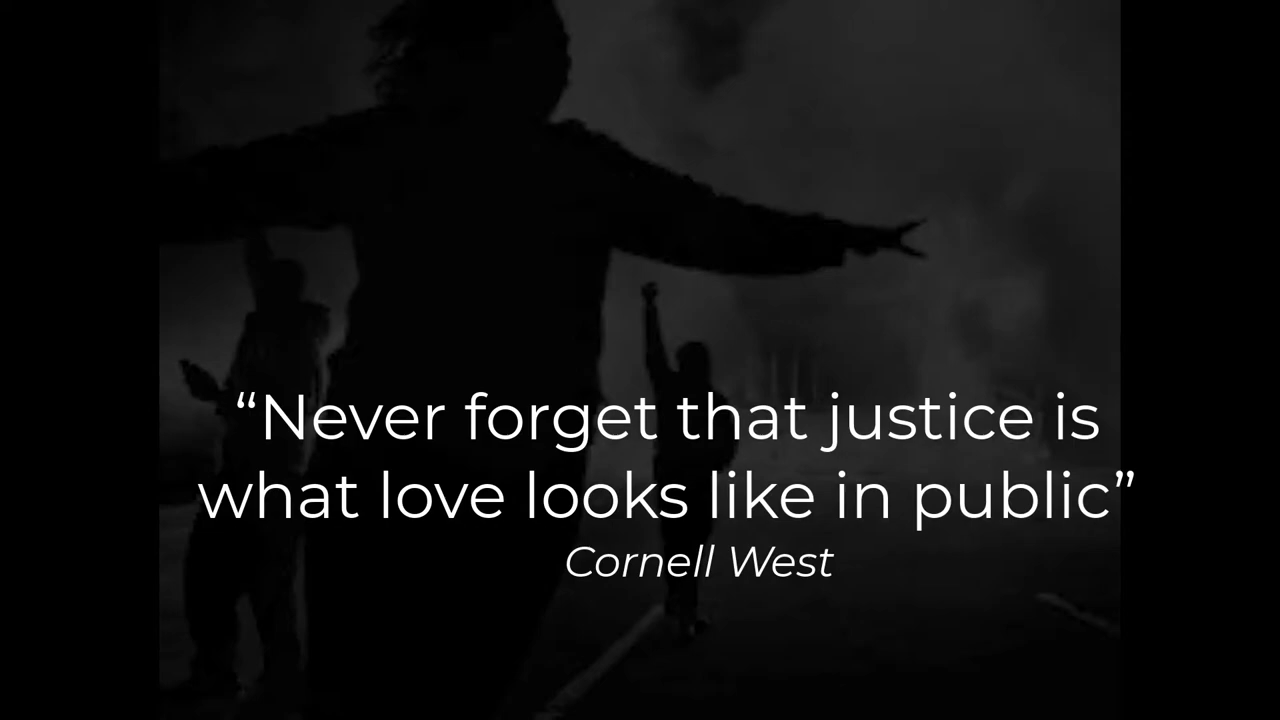 “Never forget that justice is
what love looks like in public”
Cornell West